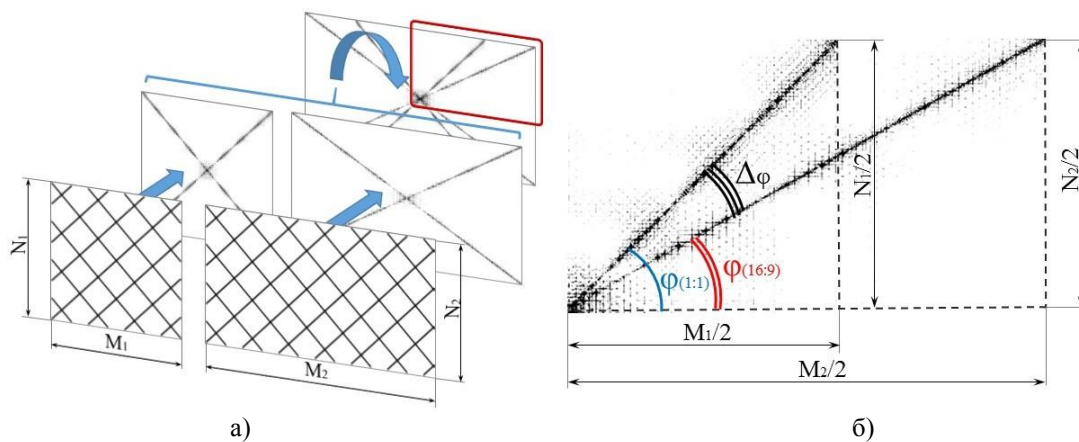 N₁
M₁
M₂
N₂
а)
Δφ
φ(1:1)
φ(16:9)
N₁/2
N₂/2
M₁/2
M₂/2
б)